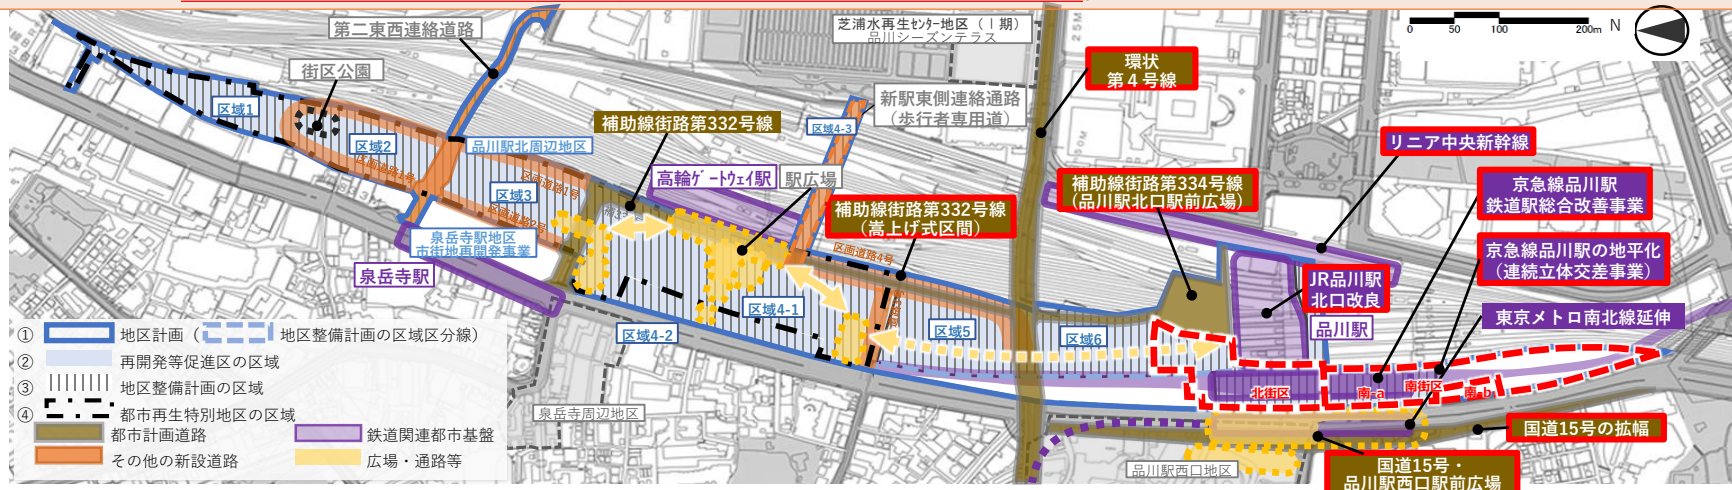 第二東西連絡道路
芝浦水再生ｾﾝﾀｰ地区（Ⅰ期）
品川シーズンテラス
0 50 100 200m
N
街区公園
環状
第４号線
新駅東側連絡通路
（歩行者専用道）
区域1
補助線街路第332号線
区域4-3
リニア中央新幹線
区域2
品川駅北周辺地区
区画道路1号
区画道路1号
高輪ｹﾞｰﾄｳｪｲ駅
駅広場
補助線街路第334号線
（品川駅北口駅前広場）
京急線品川駅
鉄道駅総合改善事業
区域3
区画道路2号
補助線街路第332号線
（嵩上げ式区間）
泉岳寺駅地区
市街地再開発事業
区画道路4号
京急線品川駅の地平化
（連続立体交差事業）
泉岳寺駅
JR品川駅
北口改良
区域4-1
東京メトロ南北線延伸
品川駅
区域4-2
区域5
区域6
① 地区計画（ 地区整備計画の区域区分線）
② 再開発等促進区の区域
③ 地区整備計画の区域
④ 都市再生特別地区の区域
都市計画道路
鉄道関連都市基盤
その他の新設道路
広場・通路等
北街区
南-a
南街区
南-b
泉岳寺周辺地区
国道15号の拡幅
品川駅西口地区
国道15号・
品川駅西口駅前広場